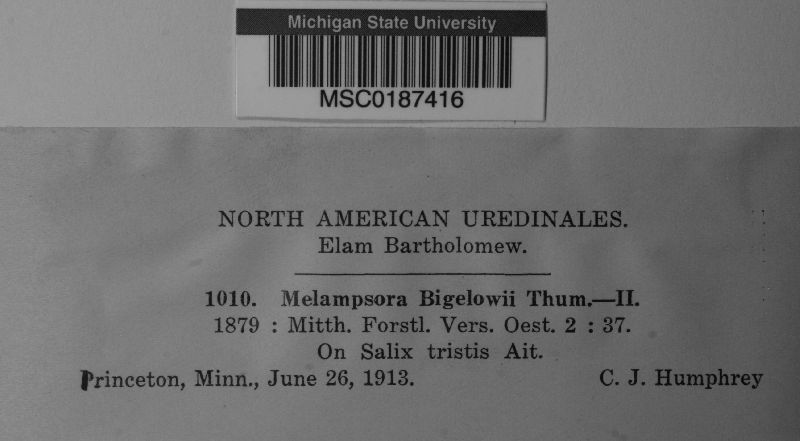 Michigan State University
MSC0187416
NORTH AMERICAN UREDINALES.
Elam Bartholomew.
1010. Melampsora Bigelowii Thum.—II.
1879 : Mitth. Forstl. Vers. Oest. 2 : 37.
On Salix tristis Ait.
Princeton, Minn., June 26, 1913. C. J. Humphrey